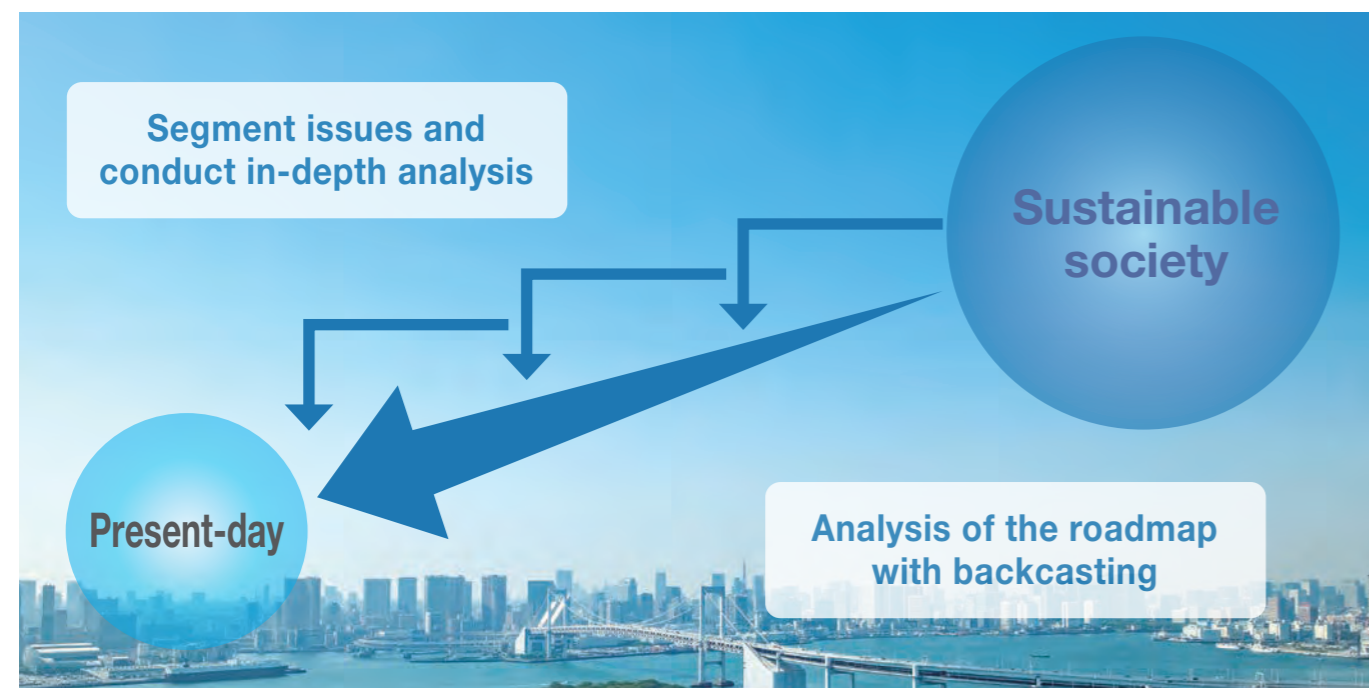 Segment issues and
conduct in-depth analysis
Sustainable
society
Present-day
Analysis of the roadmap
with backcasting